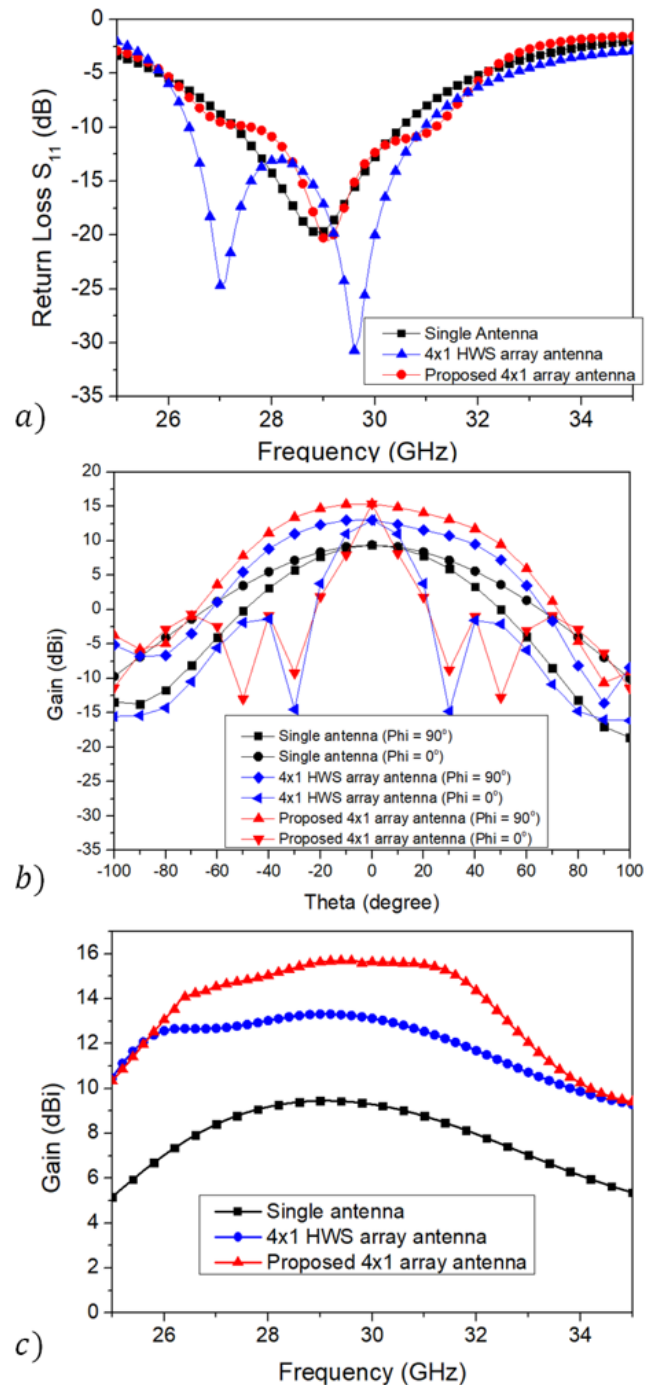 0
-5
-10
-15
-20
-25
-30
-35
Return Loss S11 (dB)
Single Antenna
4x1 HWS array antenna
Proposed 4x1 array antenna
26 28 30 32 34
Frequency (GHz)
a)
20
15
10
5
0
-5
-10
-15
-20
-25
-30
-35
Gain (dBi)
Single antenna (Phi = 90°)
Single antenna (Phi = 0°)
4x1 HWS array antenna (Phi = 90°)
4x1 HWS array antenna (Phi = 0°)
Proposed 4x1 array antenna (Phi = 90°)
Proposed 4x1 array antenna (Phi = 0°)
-100 -80 -60 -40 -20 0 20 40 60 80 100
Theta (degree)
b)
16
14
12
10
8
6
4
2
0
Gain (dBi)
Single antenna
4x1 HWS array antenna
Proposed 4x1 array antenna
26 28 30 32 34
Frequency (GHz)
c)